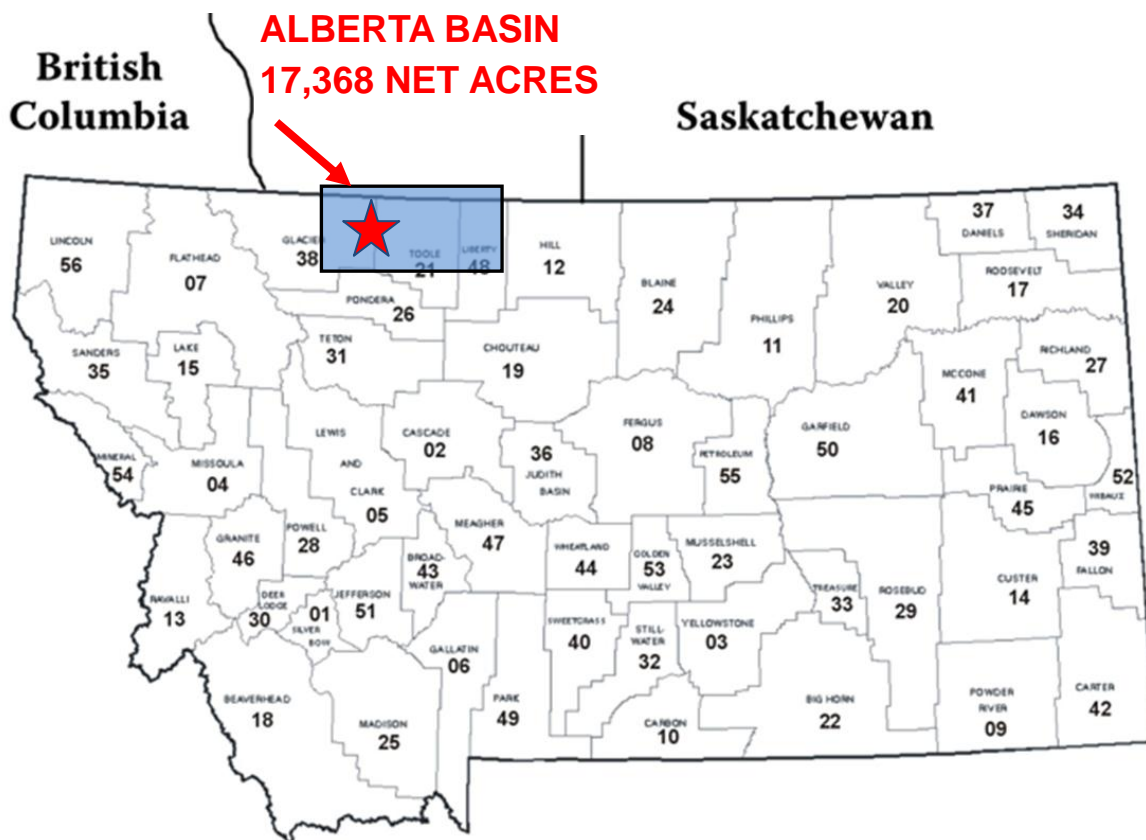 ALBERTA BASIN
17,368 NET ACRES
British
Columbia
Saskatchewan
LINCOLN
56
FLATHEAD
07
GLACIER
38
TOOLE
21
LIBERTY
48
HILL
12
BLAINE
24
PHILLIPS
11
VALLEY
20
37
DANIELS
34
SHERIDAN
ROOSEVELT
17
PONDERA
26
SANDERS
35
LAKE
15
TETON
31
CHOUTEAU
19
RICHLAND
27
MCCONE
41
DAWSON
16
GARFIELD
50
FERGUS
08
PETROLEUM
55
CASCADE
02
36
JUDITH
BASIN
LEWIS
AND
CLARK
05
MINERAL
54
MISSOULA
04
POWELL
28
GRANITE
46
MEAGHER
47
BROAD-
43
WATER
JEFFERSON
51
DEER
LODGE
30
01
SILVER
BOW
RAVALLI
13
WHEATLAND
44
GOLDEN
53
VALLEY
MUSSELSHELL
23
TREASURE
33
ROSEBUD
29
PRAIRIE
45
52
WIBAUX
39
FALLON
CUSTER
14
SWEETGRASS
40
STILL-
WATER
32
YELLOWSTONE
03
GALLATIN
06
PARK
49
BEAVERHEAD
18
MADISON
25
CARBON
10
BIG HORN
22
POWDER
RIVER
09
CARTER
42